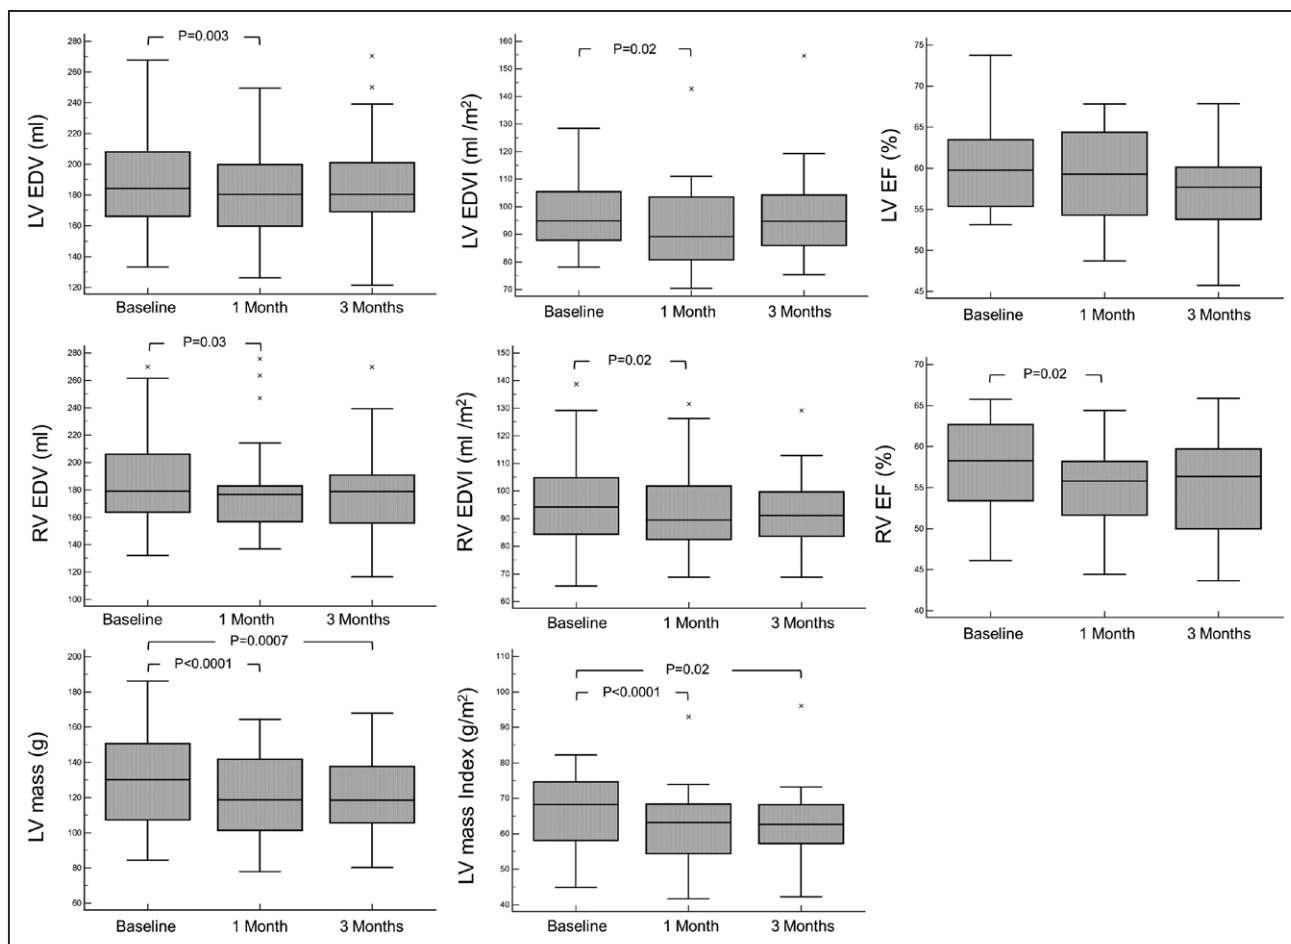 P=0.003
LV EDV (ml)
280
260
240
220
200
180
160
140
120
Baseline 1 Month 3 Months
P=0.02
LV EDVI (ml /m²)
160
150
140
130
120
110
100
90
80
70
Baseline 1 Month 3 Months
LV EF (%)
75
70
65
60
55
50
45
Baseline 1 Month 3 Months
P=0.03
RV EDV (ml)
280
260
240
220
200
180
160
140
120
100
Baseline 1 Month 3 Months
P=0.02
RV EDVI (ml /m²)
150
140
130
120
110
100
90
80
70
60
Baseline 1 Month 3 Months
P=0.02
RV EF (%)
70
65
60
55
50
45
40
Baseline 1 Month 3 Months
P=0.0007
P<0.0001
LV mass (g)
200
180
160
140
120
100
80
60
Baseline 1 Month 3 Months
P=0.02
P<0.0001
LV mass Index (g/m²)
110
100
90
80
70
60
50
40
Baseline 1 Month 3 Months